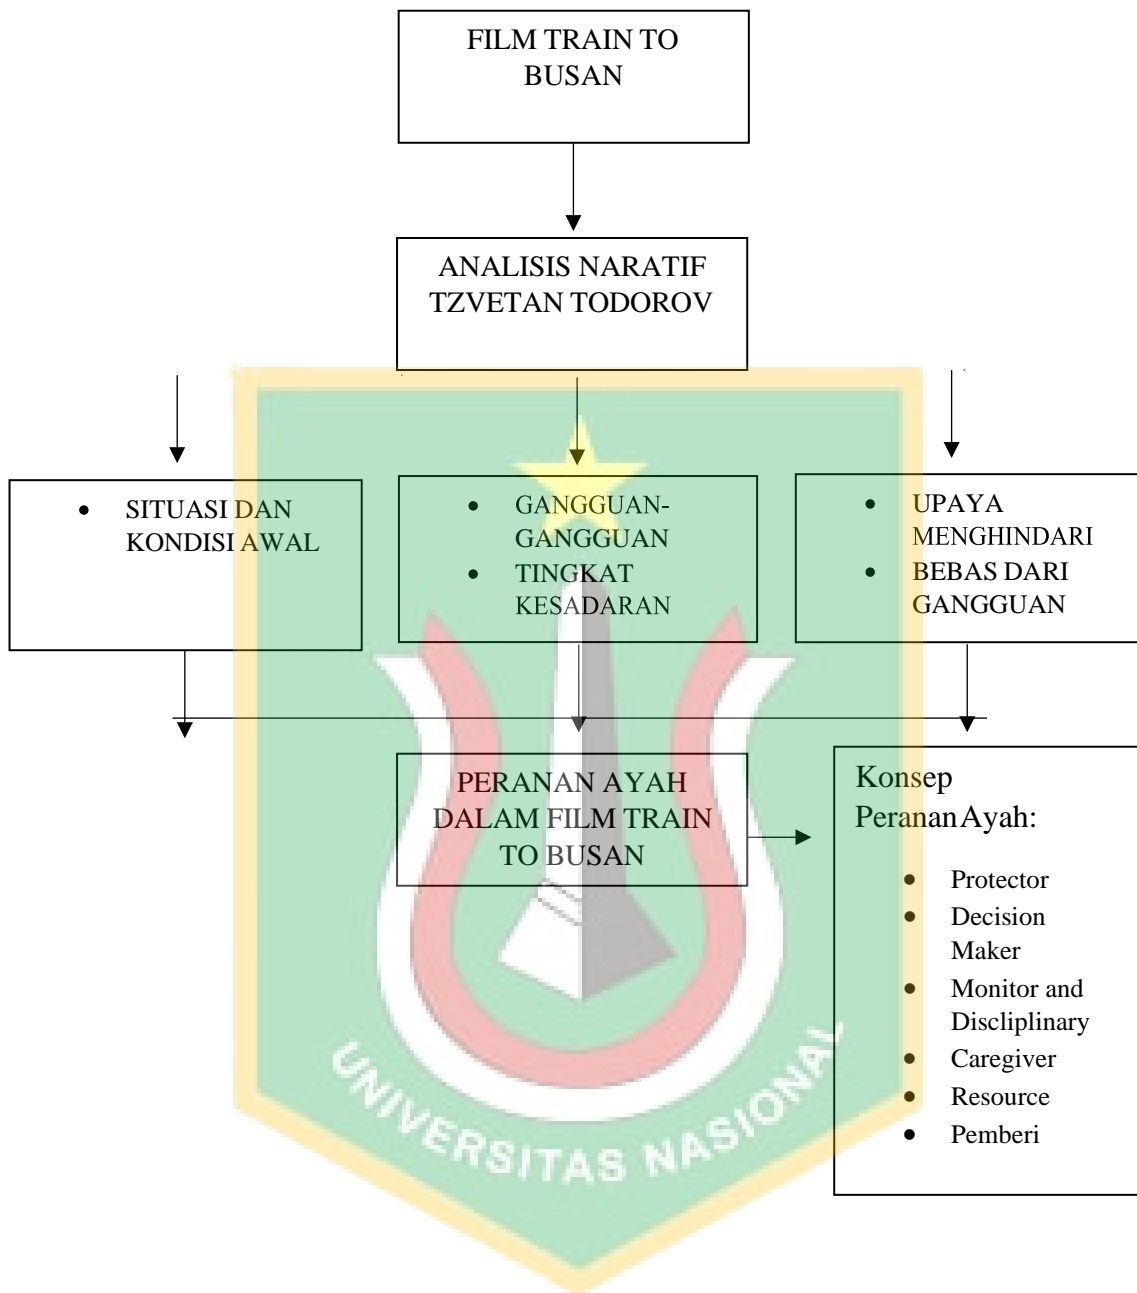 FILM TRAIN TO
BUSAN
ANALISIS NARATIF
TZVETAN TODOROV
• SITUASI DAN
KONDISI AWAL
• GANGGUAN-
GANGGUAN
• TINGKAT
KESADARAN
• UPAYA
MENGHINDARI
• BEBAS DARI
GANGGUAN
PERANAN AYAH
DALAM FILM TRAIN
TO BUSAN
Konsep
Peranan Ayah:
• Protector
• Decision
Maker
• Monitor and
Discliplinary
• Caregiver
• Resource
• Pemberi
UNIVERSITAS NASIONAL